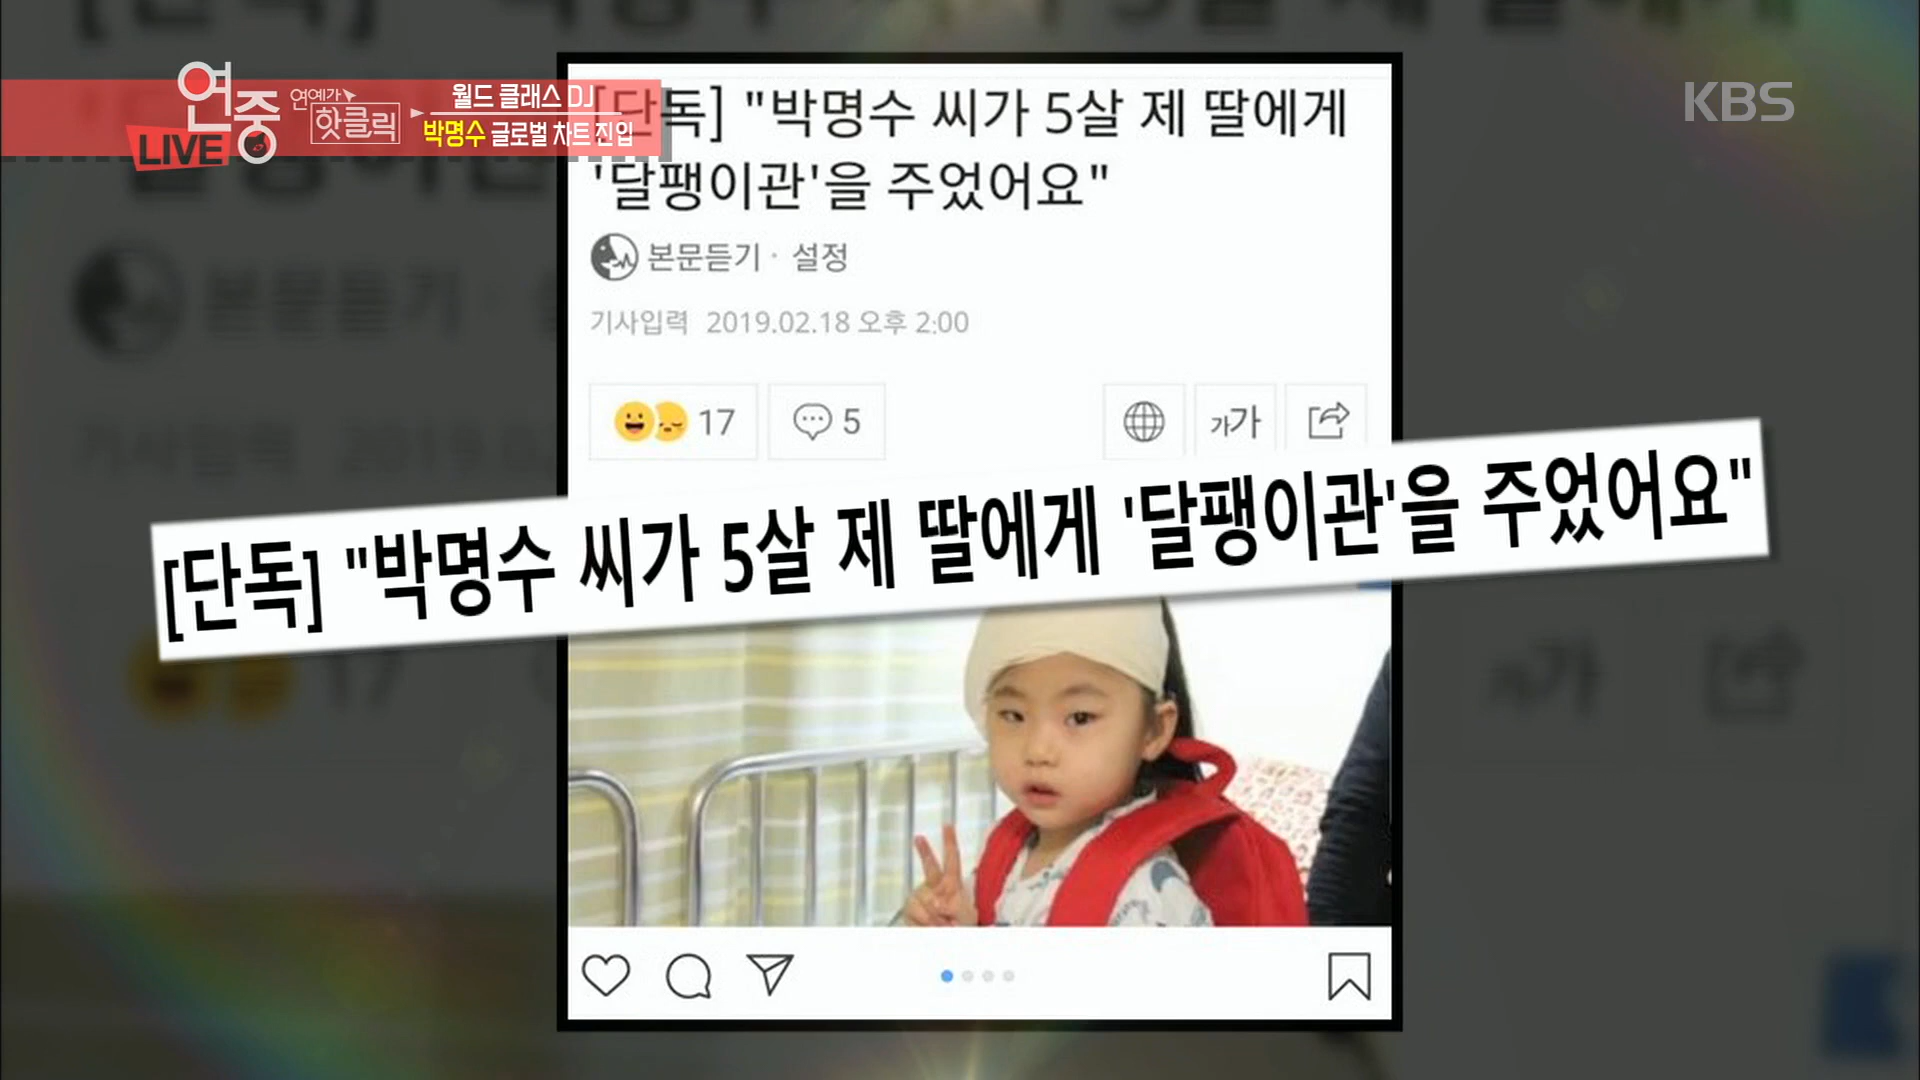 연중
LIVE
연예가
핫클릭
월드 클래스 DJ
박명수 글로벌 차트 진입
KBS
[단독] "박명수 씨가 5살 제 딸에게
'달팽이관'을 주었어요"
본문듣기 · 설정
기사입력 2019.02.18 오후 2:00
17
5
가가
[단독] "박명수 씨가 5살 제 딸에게 '달팽이관'을 주었어요"